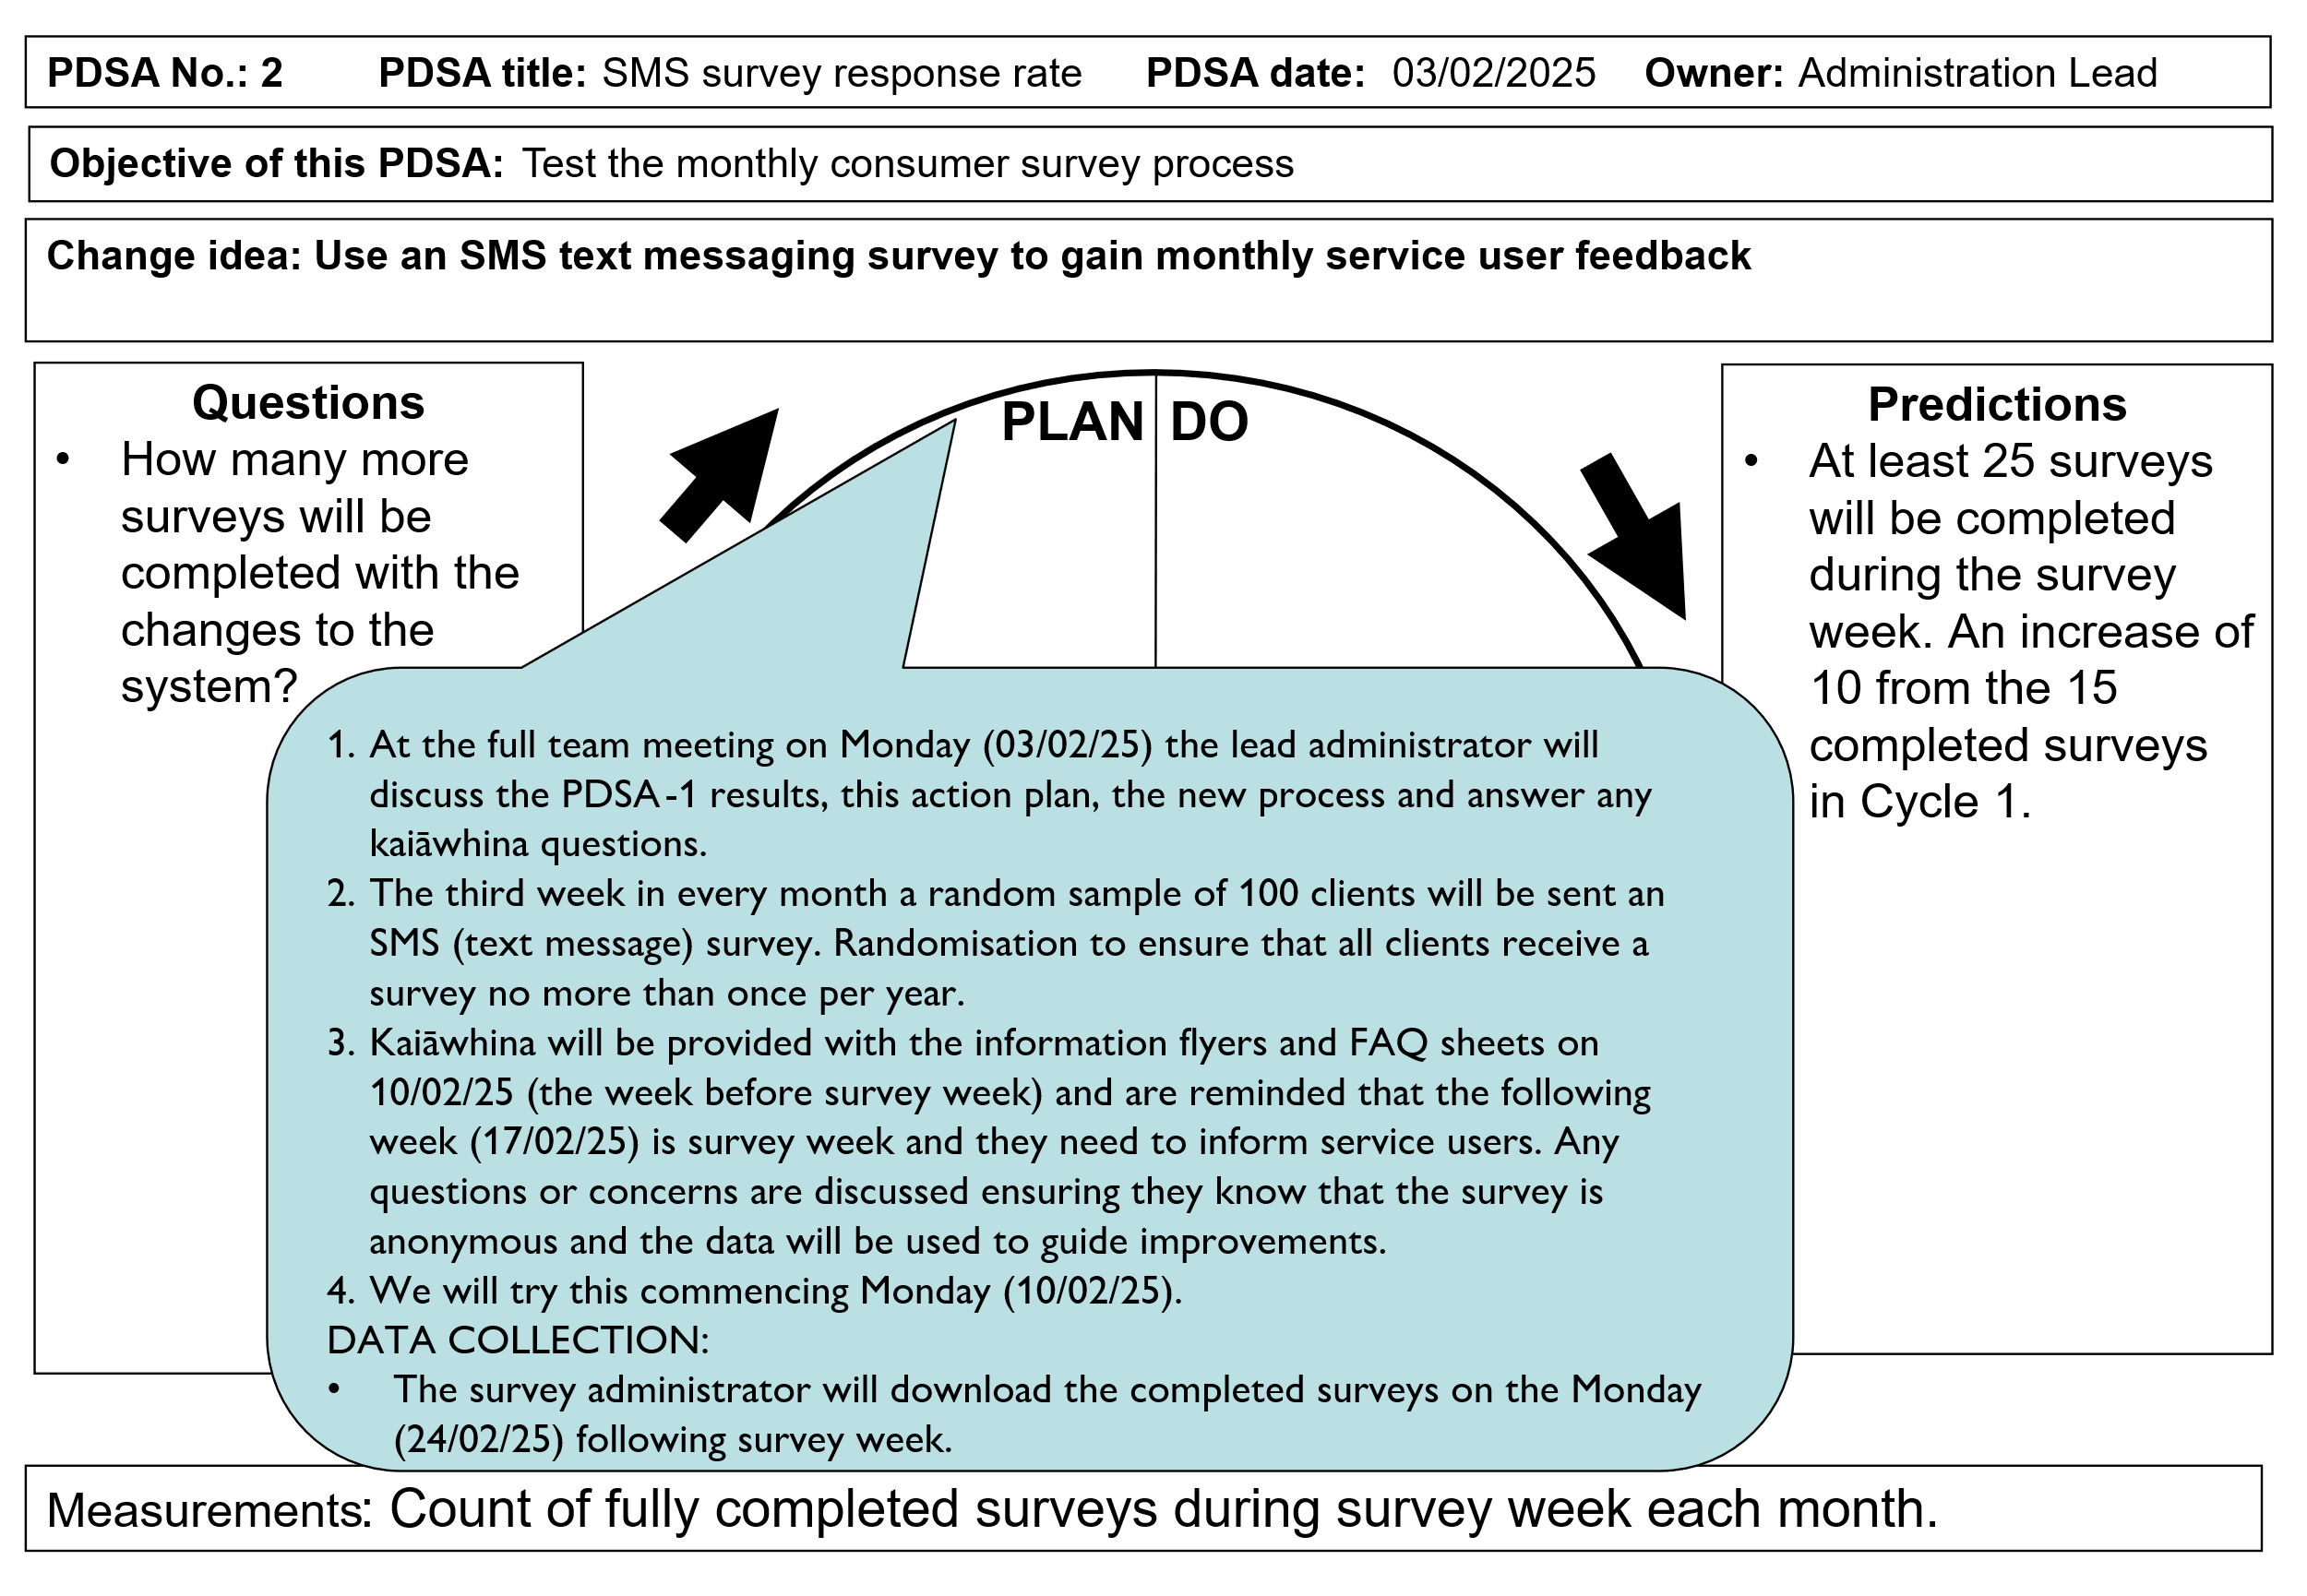 PDSA No.: 2 PDSA title: SMS survey response rate PDSA date: 03/02/2025 Owner: Administration Lead
Objective of this PDSA: Test the monthly consumer survey process
Change idea: Use an SMS text messaging survey to gain monthly service user feedback
Questions
• How many more
surveys will be
completed with the
changes to the
system?
PLAN DO
Predictions
• At least 25 surveys
will be completed
during the survey
week. An increase of
10 from the 15
completed surveys
in Cycle 1.
1. At the full team meeting on Monday (03/02/25) the lead administrator will
discuss the PDSA-1 results, this action plan, the new process and answer any
kaiāwhina questions.
2. The third week in every month a random sample of 100 clients will be sent an
SMS (text message) survey. Randomisation to ensure that all clients receive a
survey no more than once per year.
3. Kaiāwhina will be provided with the information flyers and FAQ sheets on
10/02/25 (the week before survey week) and are reminded that the following
week (17/02/25) is survey week and they need to inform service users. Any
questions or concerns are discussed ensuring they know that the survey is
anonymous and the data will be used to guide improvements.
4. We will try this commencing Monday (10/02/25).
DATA COLLECTION:
• The survey administrator will download the completed surveys on the Monday
(24/02/25) following survey week.
Measurements: Count of fully completed surveys during survey week each month.